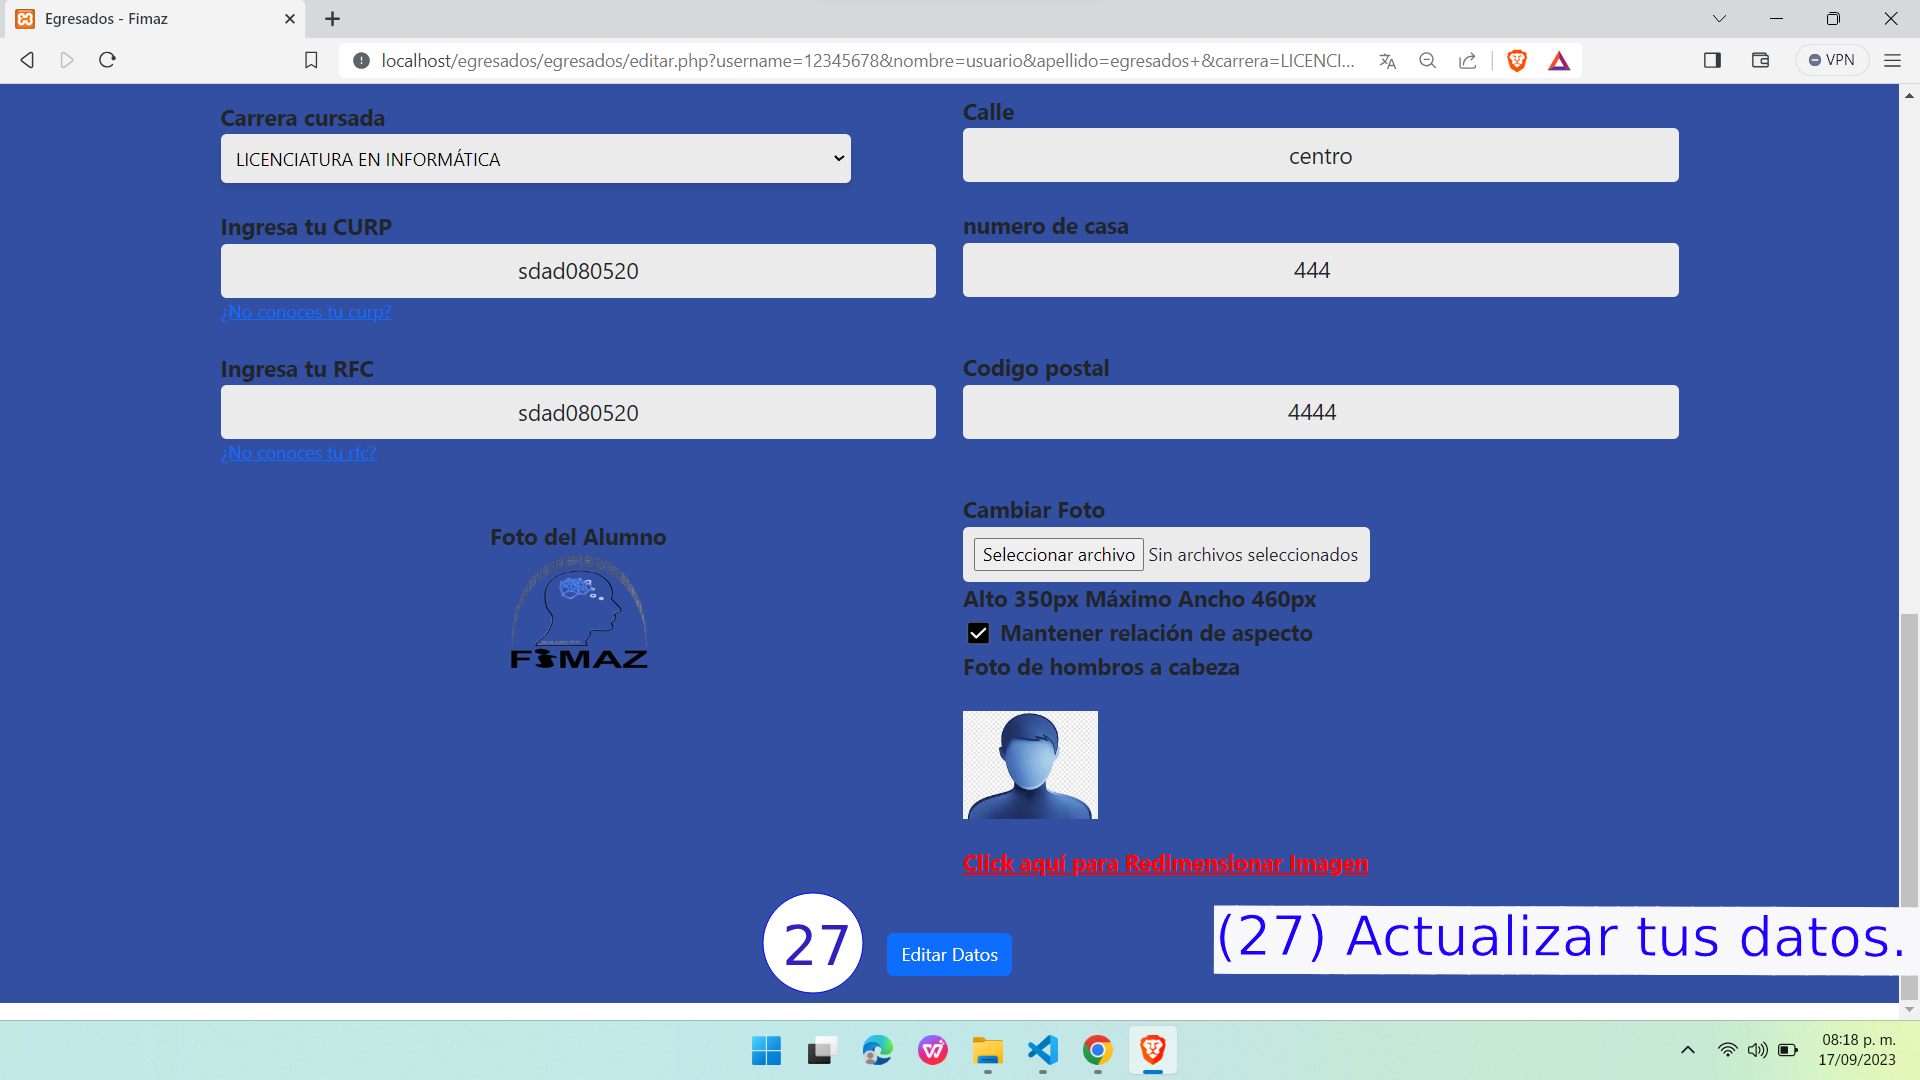 Egresados - Fimaz
localhost/egresados/egresados/editar.php?username=12345678&nombre=usuario&apellido=egresados+&carrera=LICENCI...
VPN
Carrera cursada
LICENCIATURA EN INFORMÁTICA
Calle
centro
Ingresa tu CURP
sdad080520
¿No conoces tu curp?
numero de casa
444
Ingresa tu RFC
sdad080520
¿No conoces tu rfc?
Codigo postal
4444
Foto del Alumno
FIMAZ
Cambiar Foto
Seleccionar archivo Sin archivos seleccionados
Alto 350px Máximo Ancho 460px
Mantener relación de aspecto
Foto de hombros a cabeza
Click aquí para Redimensionar Imagen
27
Editar Datos
(27) Actualizar tus datos.
08:18 p. m.
17/09/2023